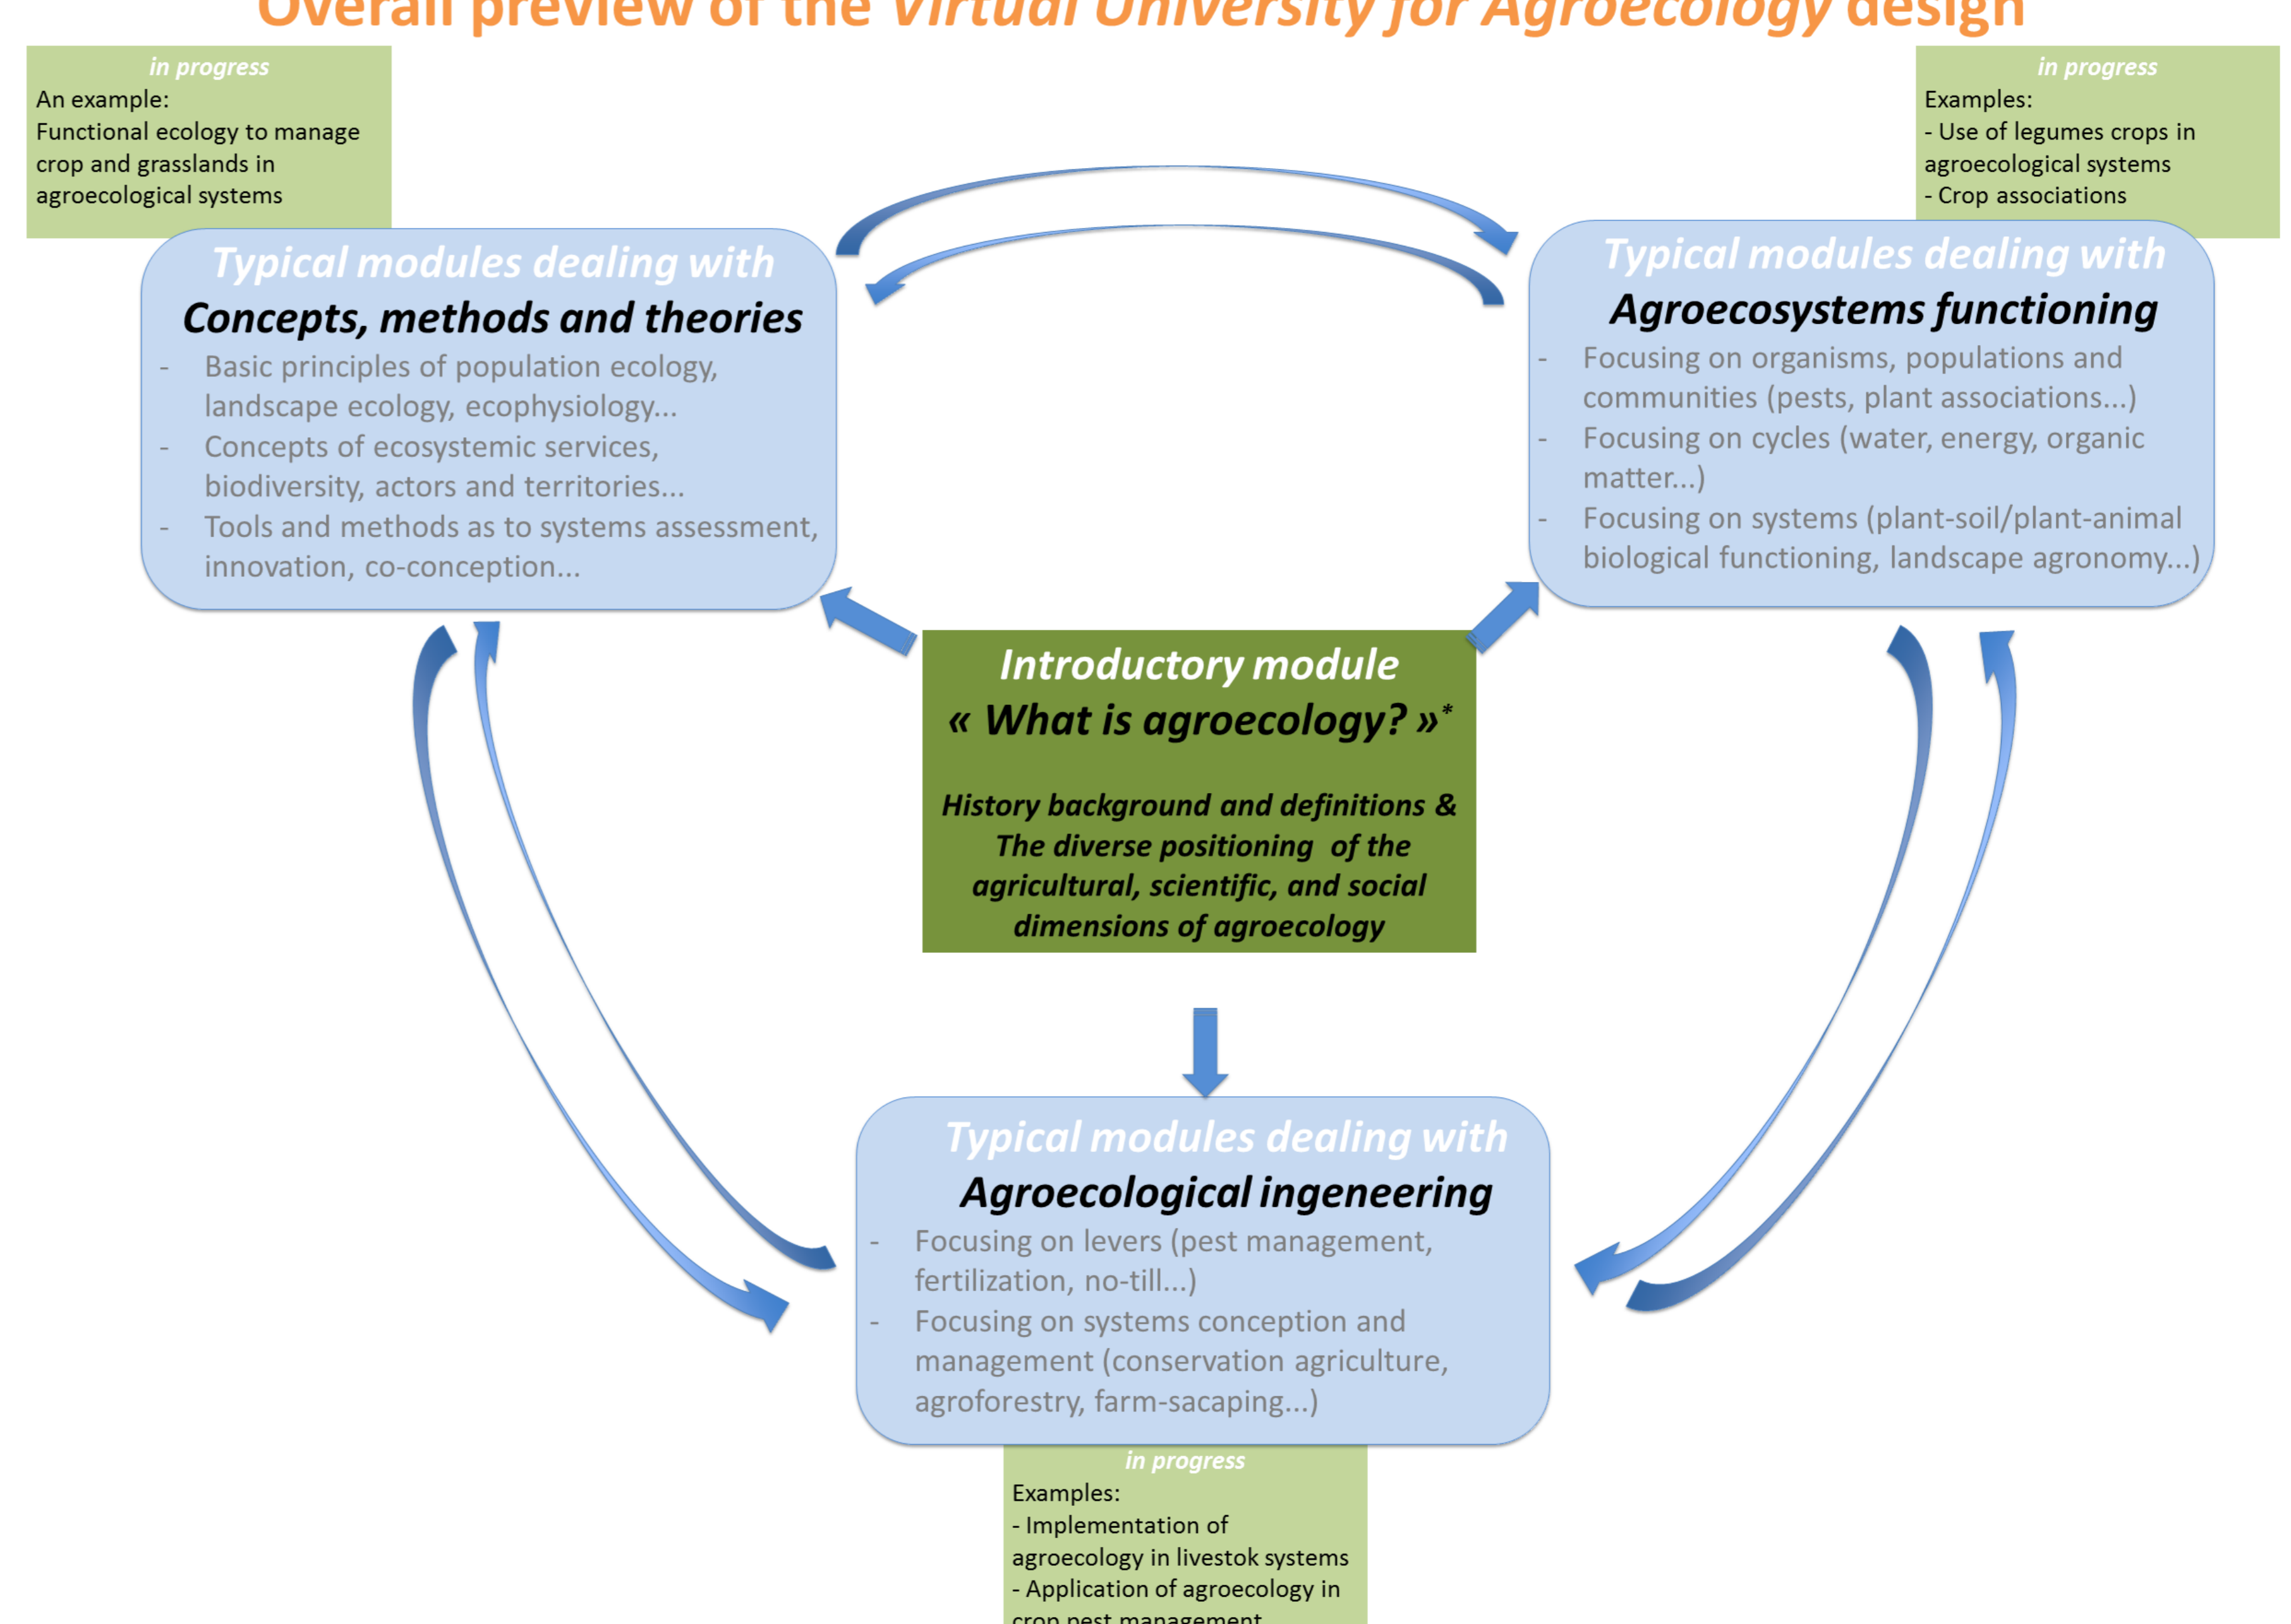 Overall preview of the Virtual University for Agroecology design
in progress
An example:
Functional ecology to manage
crop and grasslands in
agroecological systems
in progress
Examples:
- Use of legumes crops in
agroecological systems
- Crop associations
Typical modules dealing with
Concepts, methods and theories
- Basic principles of population ecology,
landscape ecology, ecophysiology...
- Concepts of ecosystemic services,
biodiversity, actors and territories...
- Tools and methods as to systems assessment,
innovation, co-conception...
Typical modules dealing with
Agroecosystems functioning
- Focusing on organisms, populations and
communities (pests, plant associations...)
- Focusing on cycles (water, energy, organic
matter...)
- Focusing on systems (plant-soil/plant-animal
biological functioning, landscape agronomy...)
Introductory module
« What is agroecology? »*
History background and definitions &
The diverse positioning of the
agricultural, scientific, and social
dimensions of agroecology
Typical modules dealing with
Agroecological ingeneering
- Focusing on levers (pest management,
fertilization, no-till...)
- Focusing on systems conception and
management (conservation agriculture,
agroforestry, farm-sacaping...)
in progress
Examples:
- Implementation of
agroecology in livestok systems
- Application of agroecology in
crop pest management